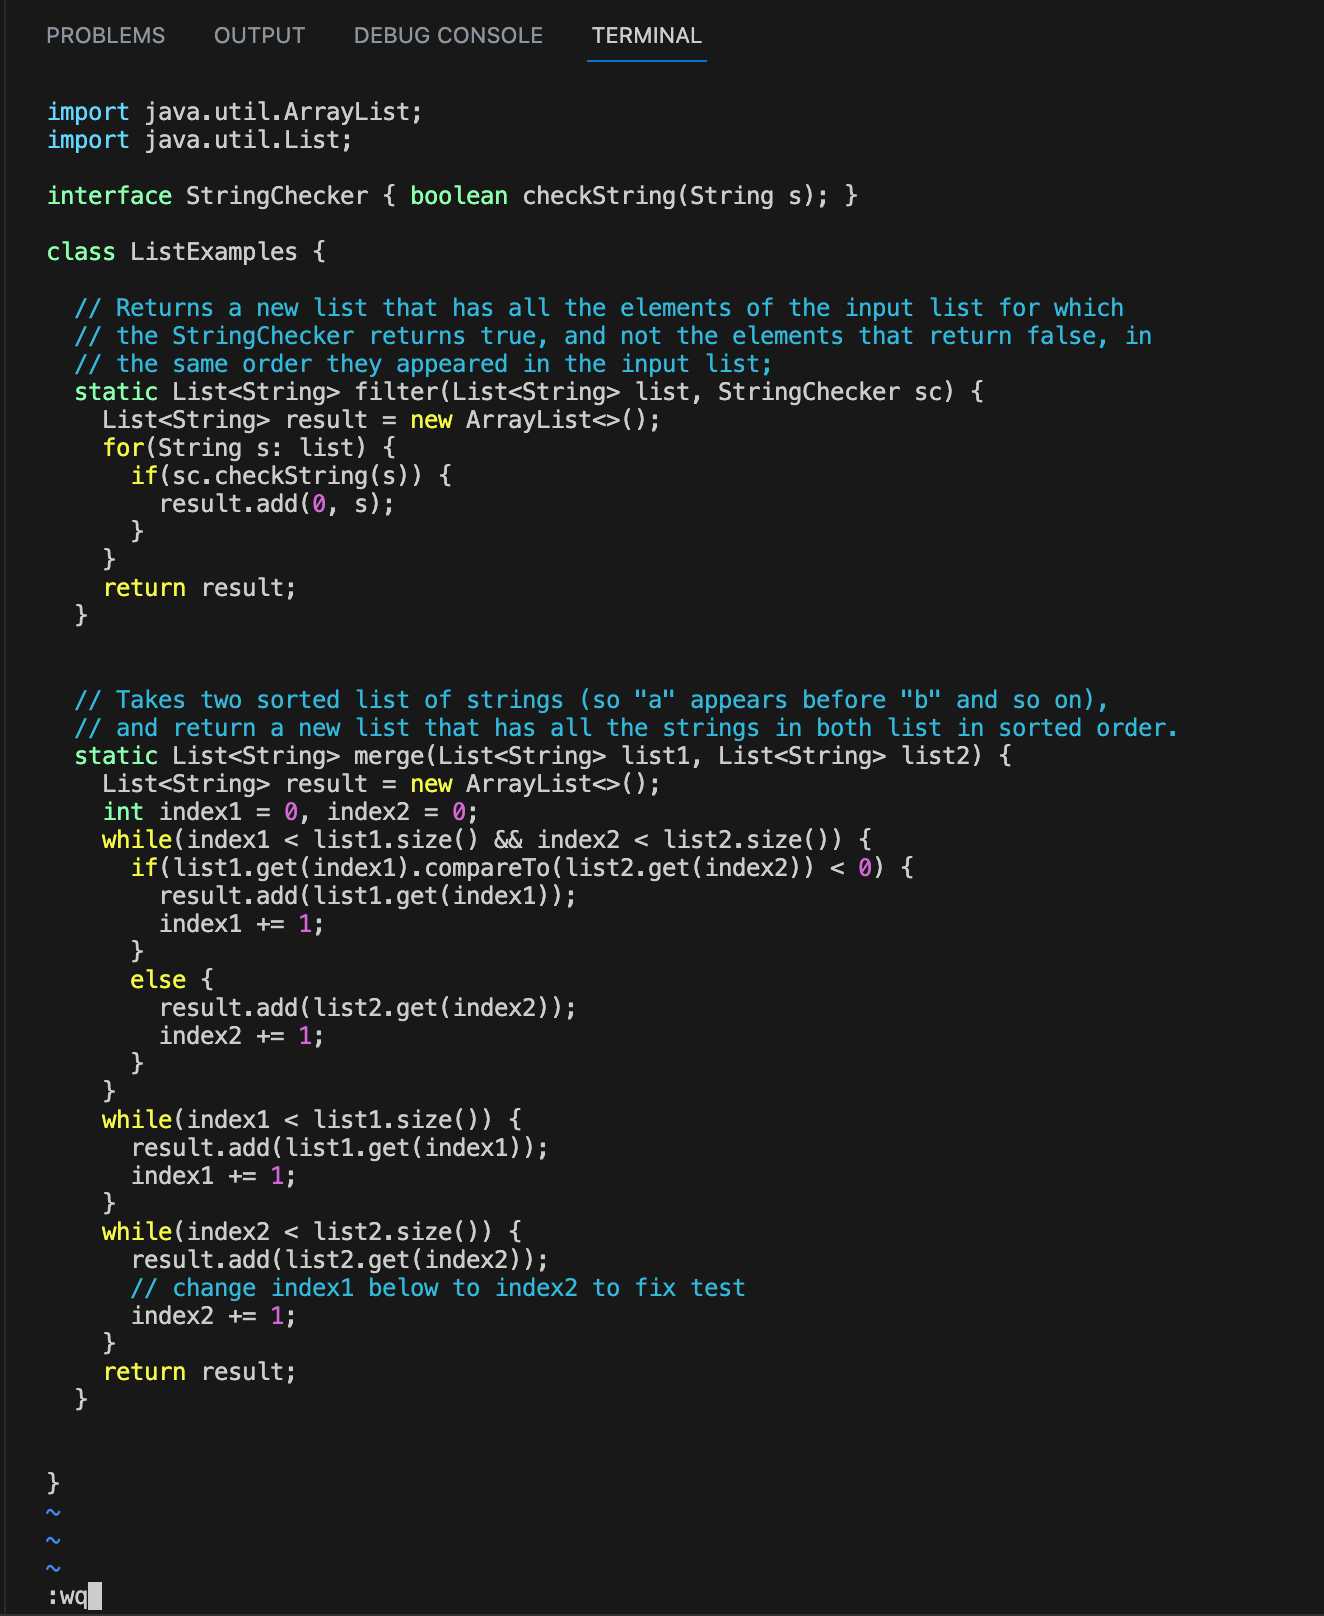 PROBLEMS OUTPUT DEBUG CONSOLE TERMINAL
import java.util.ArrayList;
import java.util.List;

interface StringChecker { boolean checkString(String s); }

class ListExamples {

  // Returns a new list that has all the elements of the input list for which
  // the StringChecker returns true, and not the elements that return false, in
  // the same order they appeared in the input list;
  static List<String> filter(List<String> list, StringChecker sc) {
    List<String> result = new ArrayList<>();
    for(String s: list) {
      if(sc.checkString(s)) {
        result.add(0, s);
      }
    }
    return result;
  }


  // Takes two sorted list of strings (so "a" appears before "b" and so on),
  // and return a new list that has all the strings in both list in sorted order.
  static List<String> merge(List<String> list1, List<String> list2) {
    List<String> result = new ArrayList<>();
    int index1 = 0, index2 = 0;
    while(index1 < list1.size() && index2 < list2.size()) {
      if(list1.get(index1).compareTo(list2.get(index2)) < 0) {
        result.add(list1.get(index1));
        index1 += 1;
      }
      else {
        result.add(list2.get(index2));
        index2 += 1;
      }
    }
    while(index1 < list1.size()) {
      result.add(list1.get(index1));
      index1 += 1;
    }
    while(index2 < list2.size()) {
      result.add(list2.get(index2));
      // change index1 below to index2 to fix test
      index2 += 1;
    }
    return result;
  }


}
~
~
~
:wq